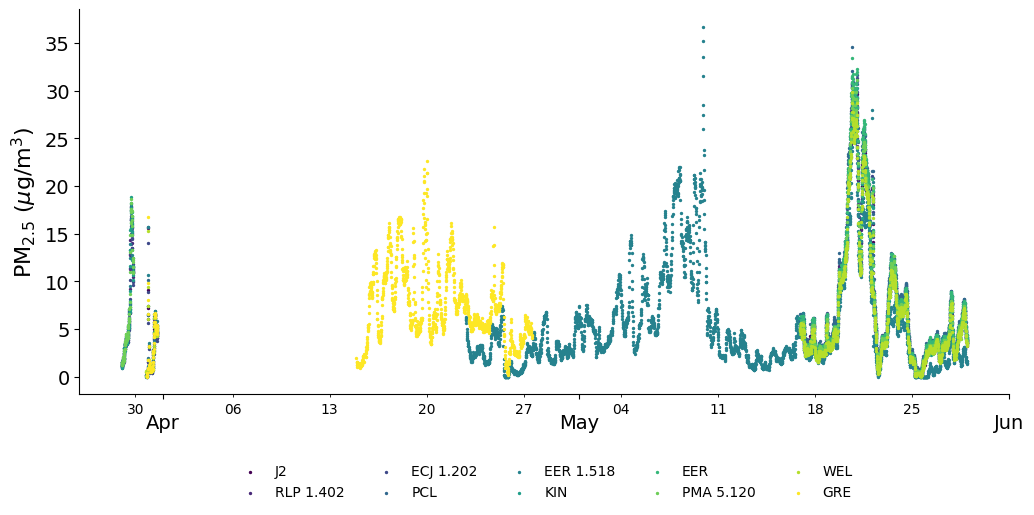 PM2.5 (μg/m3)
35
30
25
20
15
10
5
0
30 06 13 20 27 04 11 18 25
Apr May Jun
J2 ECJ 1.202 EER 1.518 EER WEL
RLP 1.402 PCL KIN PMA 5.120 GRE